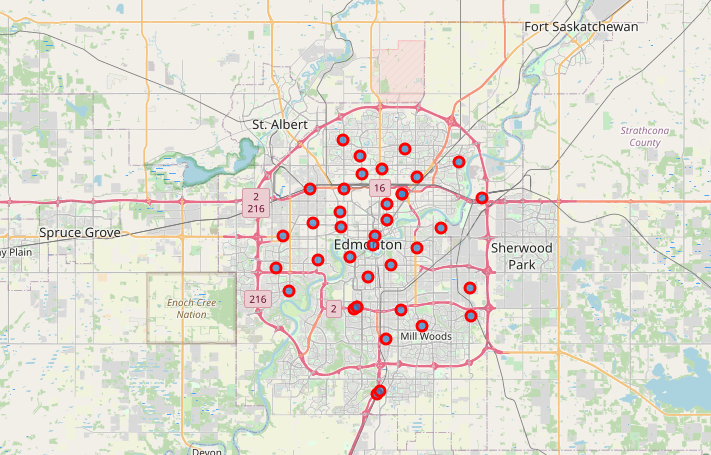 Fort Saskatchewan
St. Albert
Strathcona
County
16
2
216
Spruce Grove
Edmonton
Sherwood
Park
ny Plain
Enoch Cree
Nation
216
2
Mill Woods
Devon